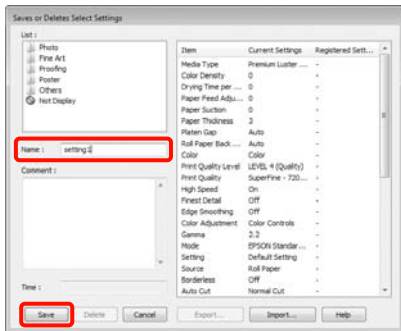 Saves or Deletes Select Settings
List :
Photo
Fine Art
Proofing
Poster
Others
Not Display
Name : setting1
Comment :
Time :
Item Current Settings Registered Sett...
Media Type Premium Luster ... -
Color Density 0 -
Drying Time per ... 0 -
Paper Feed Adju... 0 -
Paper Suction 0 -
Paper Thickness 3 -
Platen Gap Auto -
Roll Paper Back ... Auto -
Color Color -
Print Quality Level LEVEL 4 (Quality) -
Print Quality SuperFine - 720... -
High Speed On -
Finest Detail Off -
Edge Smoothing Off -
Color Adjustment Color Controls -
Gamma 2.2 -
Mode EPSON Standar... -
Setting Default Setting -
Source Roll Paper -
Borderless Off -
Auto Cut Normal Cut -
Save Delete Cancel Export... Import... Help